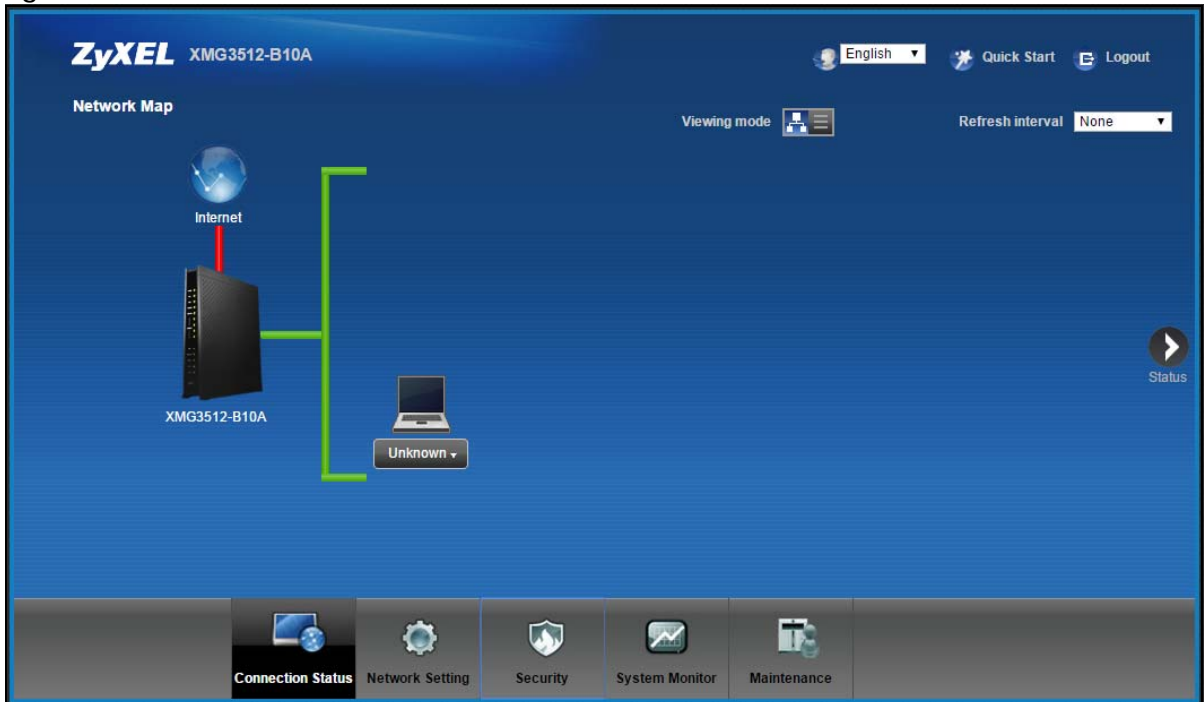 ZyXEL XMG3512-B10A
English
Quick Start
Logout
Network Map
Viewing mode
Refresh interval
None
Internet
XMG3512-B10A
Unknown
Status
Connection Status
Network Setting
Security
System Monitor
Maintenance